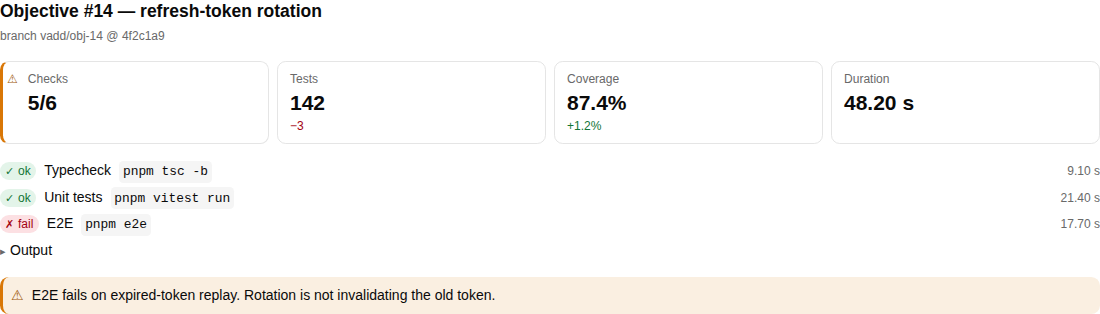 Objective #14 — refresh-token rotation
branch vadd/obj-14 @ 4f2c1a9
⚠ Checks
5/6
Tests
142
−3
Coverage
87.4%
+1.2%
Duration
48.20 s
✓ ok Typecheck pnpm tsc -b 9.10 s
✓ ok Unit tests pnpm vitest run 21.40 s
✗ fail E2E pnpm e2e 17.70 s
▸ Output
⚠ E2E fails on expired-token replay. Rotation is not invalidating the old token.